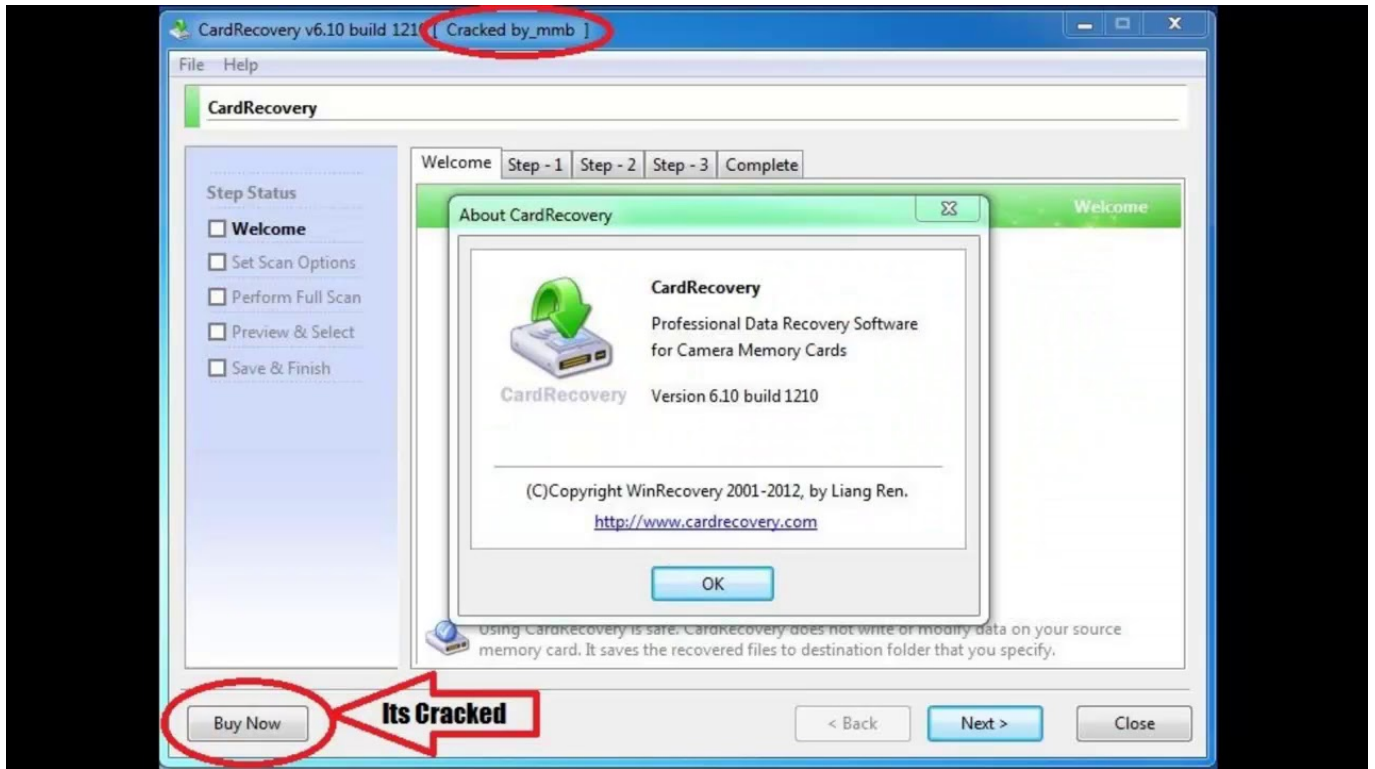 CardRecovery v6.10 build 121 [ Cracked by_mmb ]
File Help
CardRecovery
Step Status
Welcome
Set Scan Options
Perform Full Scan
Preview & Select
Save & Finish
Welcome Step - 1 Step - 2 Step - 3 Complete
Welcome
About CardRecovery
CardRecovery
CardRecovery
Professional Data Recovery Software
for Camera Memory Cards
Version 6.10 build 1210
(C)Copyright WinRecovery 2001-2012, by Liang Ren.
http://www.cardrecovery.com
OK
Using CardRecovery is safe. CardRecovery does not write or modify data on your source
memory card. It saves the recovered files to destination folder that you specify.
Buy Now
Its Cracked
< Back Next > Close